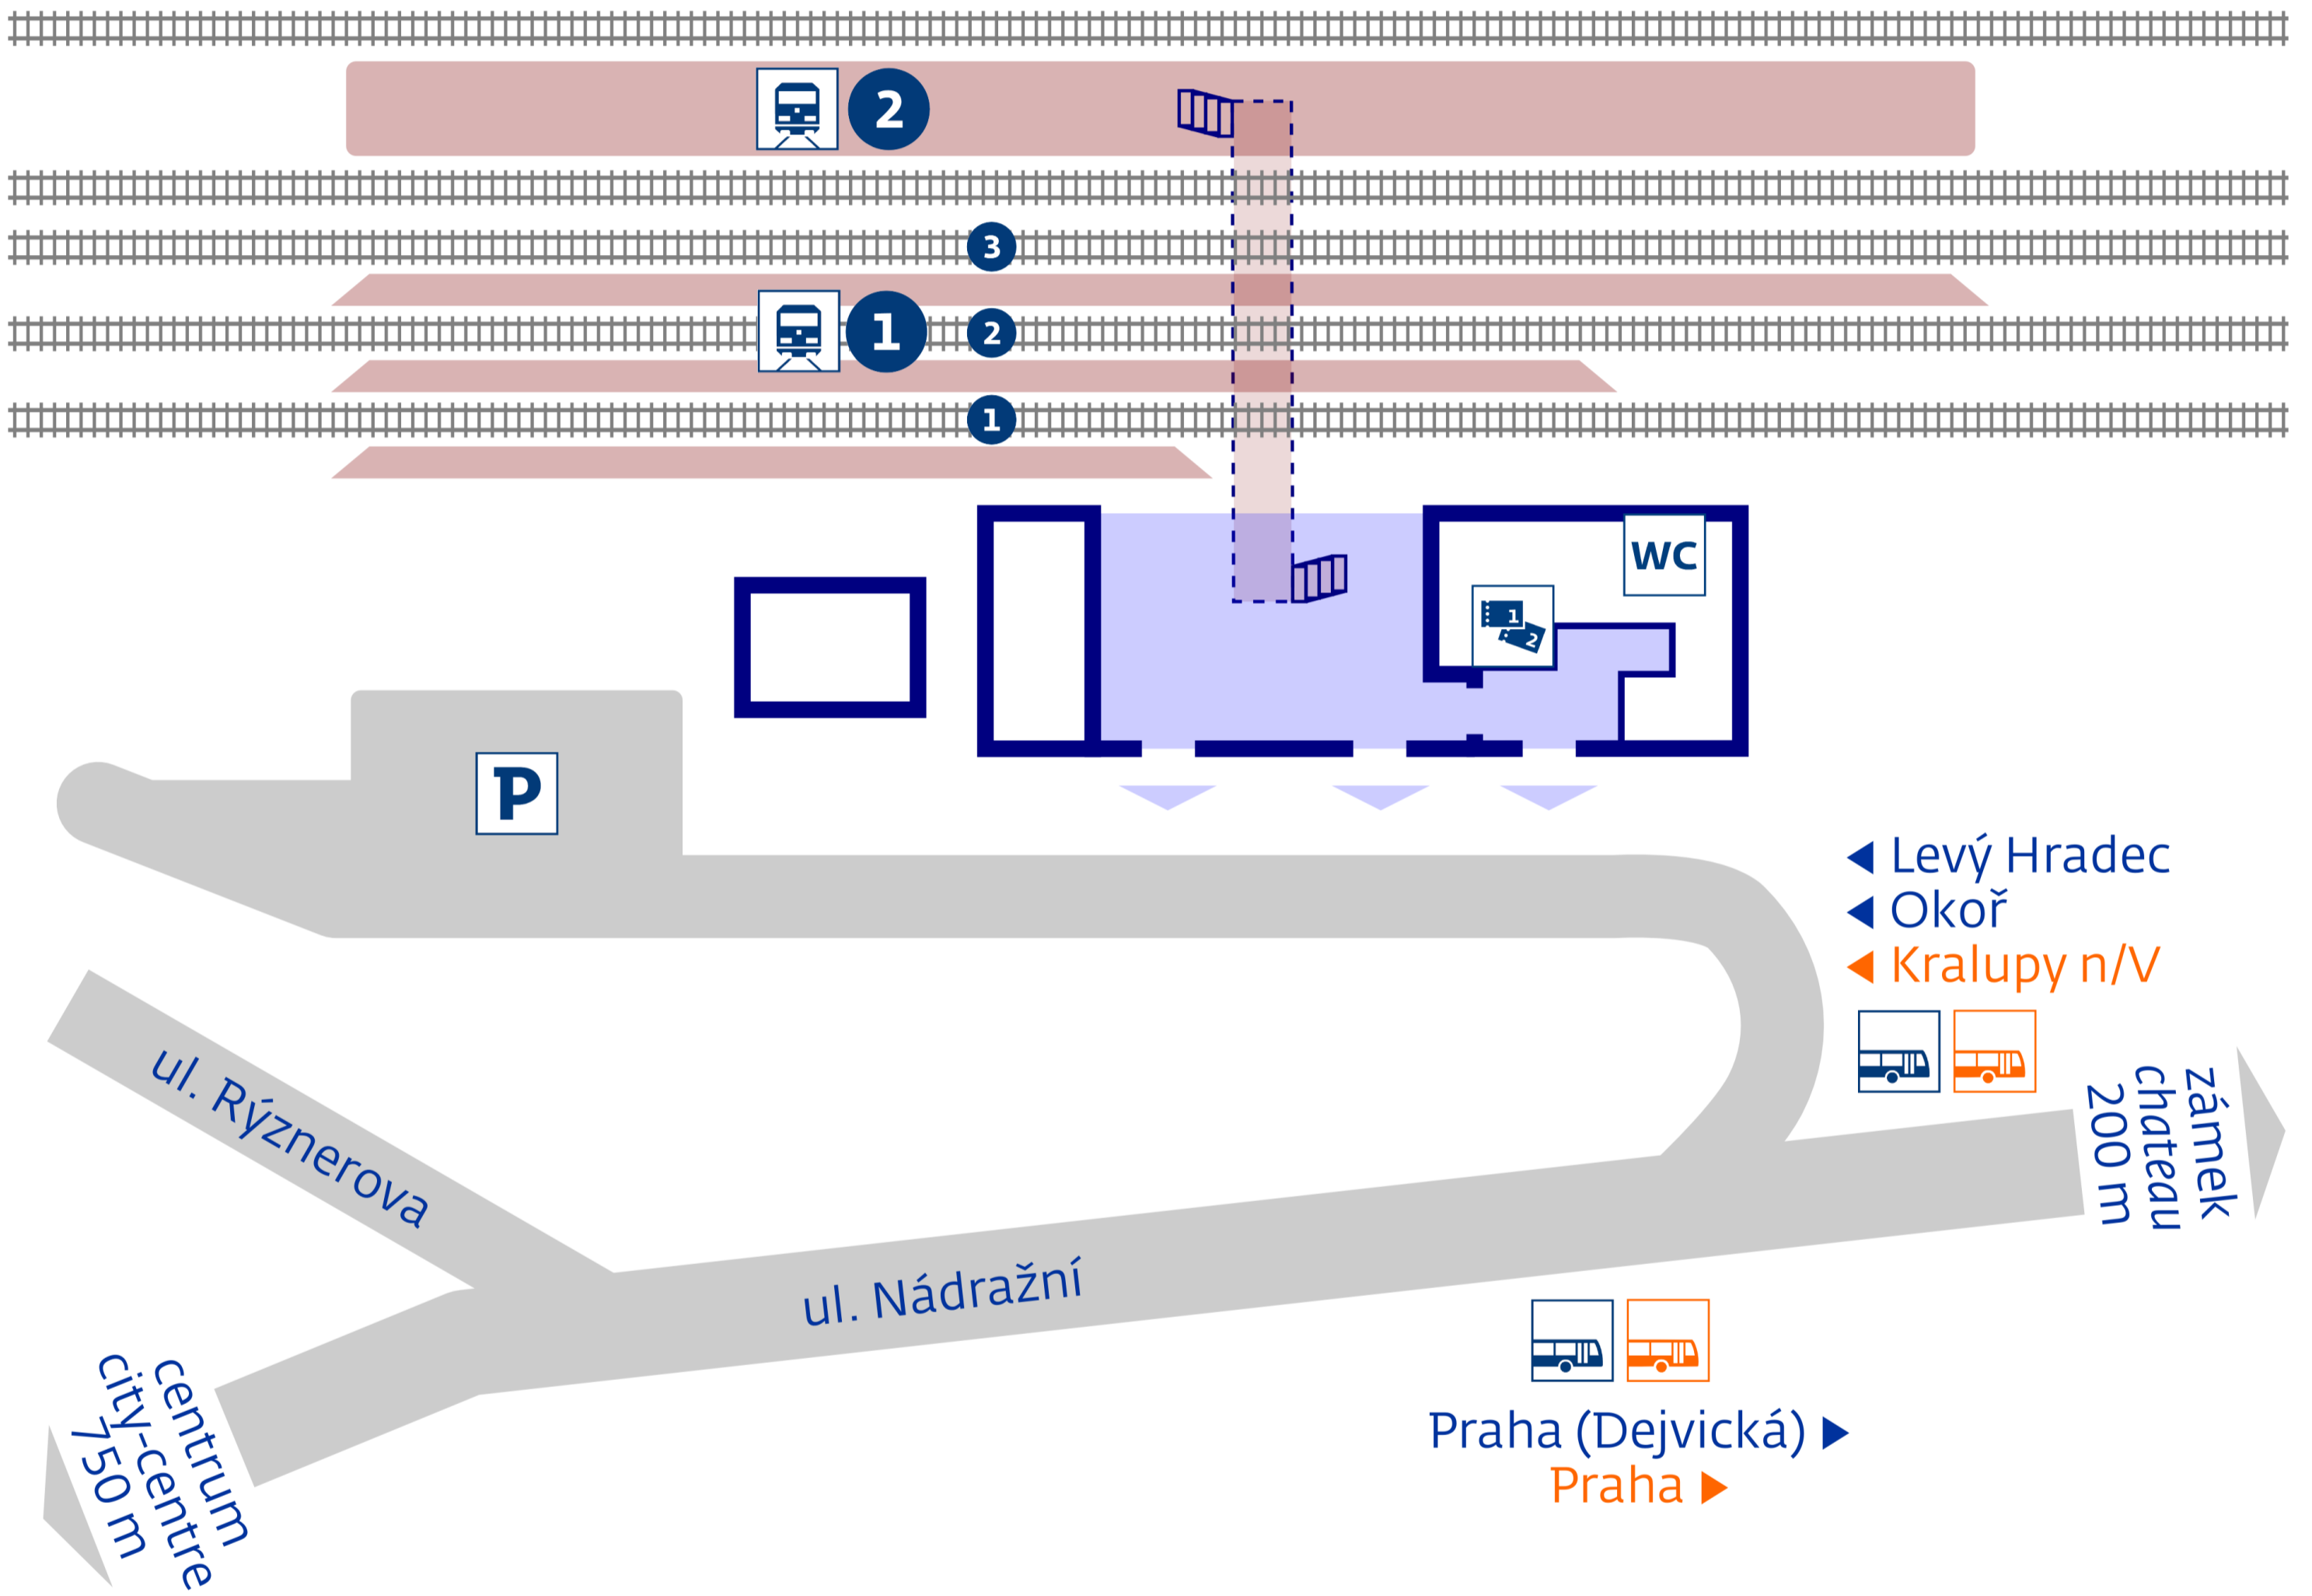 2
3
1
2
1
WC
1
2
P
Levý Hradec
Okoř
Kralupy n/V
zámek
chateau
200 m
ul. Rýznerova
ul. Nádražní
centrum
city-centre
750 m
Praha (Dejvická)
Praha